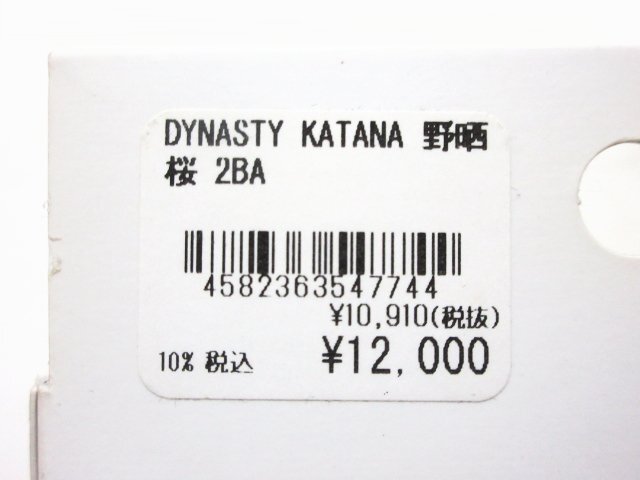 DYNASTY KATANA 野晒
桜 2BA
4582363547744
¥10,910(税抜)
10% 税込 ¥12,000